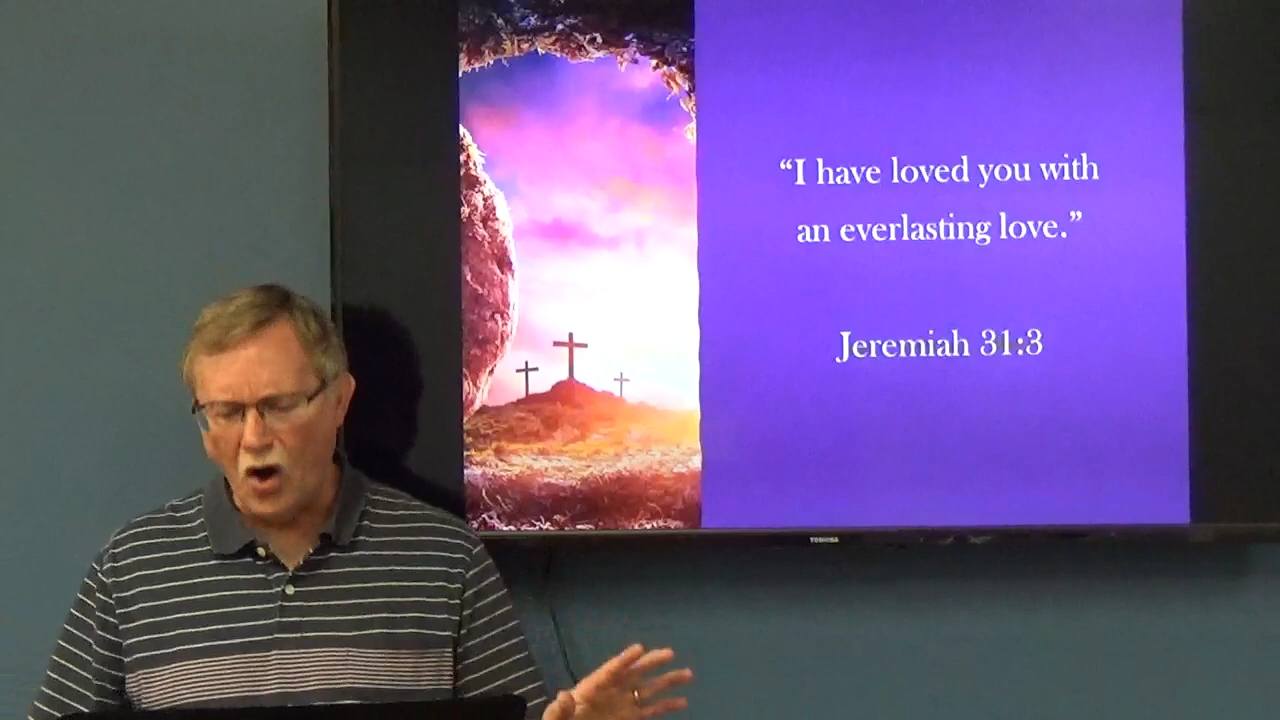 “I have loved you with
an everlasting love.”
Jeremiah 31:3
TOSHIBA